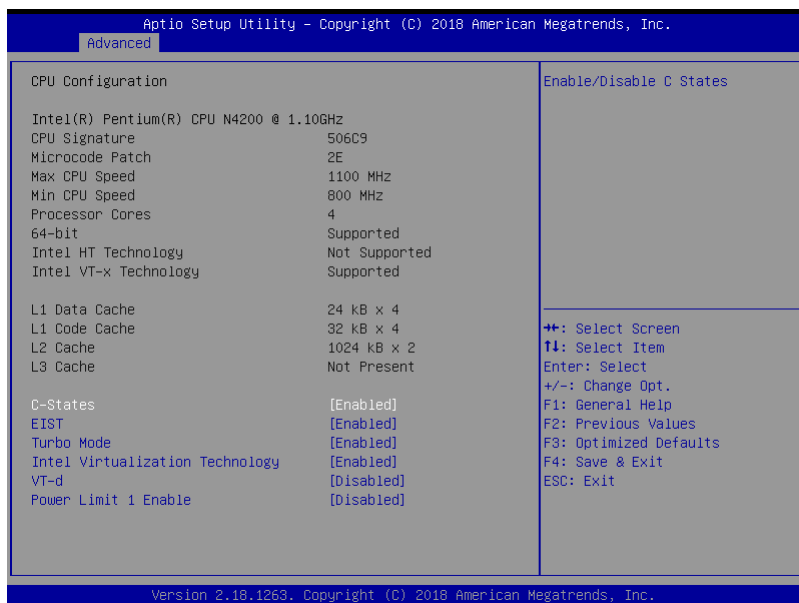 Aptio Setup Utility – Copyright (C) 2018 American Megatrends, Inc.
Advanced
CPU Configuration
Intel(R) Pentium(R) CPU N4200 @ 1.10GHz
CPU Signature 506C9
Microcode Patch 2E
Max CPU Speed 1100 MHz
Min CPU Speed 800 MHz
Processor Cores 4
64-bit Supported
Intel HT Technology Not Supported
Intel VT-x Technology Supported
L1 Data Cache 24 kB x 4
L1 Code Cache 32 kB x 4
L2 Cache 1024 kB x 2
L3 Cache Not Present
C-States [Enabled]
EIST [Enabled]
Turbo Mode [Enabled]
Intel Virtualization Technology [Enabled]
VT-d [Disabled]
Power Limit 1 Enable [Disabled]
Enable/Disable C States
→←: Select Screen
↑↓: Select Item
Enter: Select
+/-: Change Opt.
F1: General Help
F2: Previous Values
F3: Optimized Defaults
F4: Save & Exit
ESC: Exit
Version 2.18.1263. Copyright (C) 2018 American Megatrends, Inc.